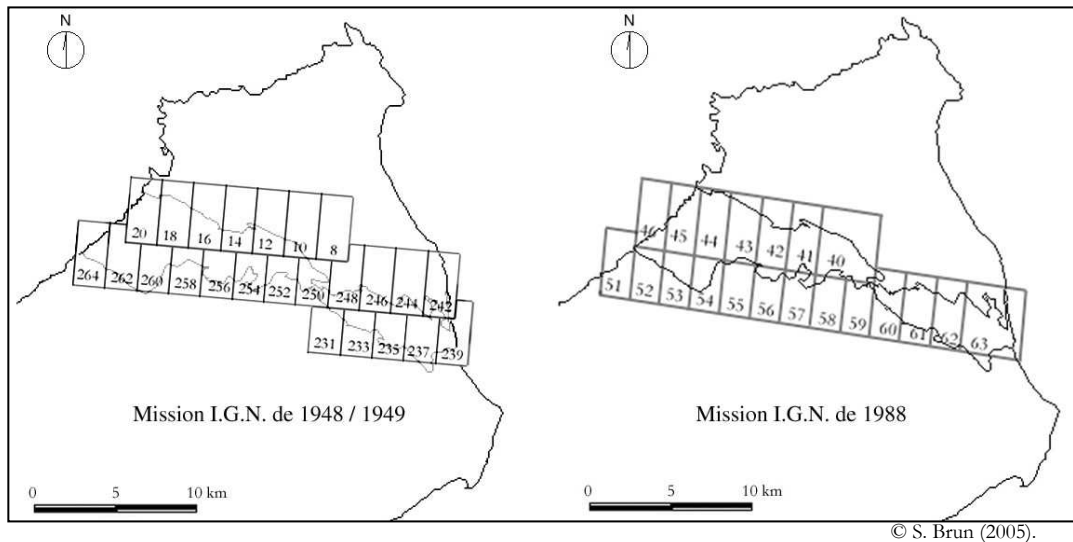 N
20 18 16 14 12 10 8
264 262 260 258 256 254 252 250 248 246 244 242
231 233 235 237 239
Mission I.G.N. de 1948 / 1949
0 5 10 km
N
46 45 44 43 42 41 40
51 52 53 54 55 56 57 58 59 60 61 62 63
Mission I.G.N. de 1988
0 5 10 km
© S. Brun (2005).